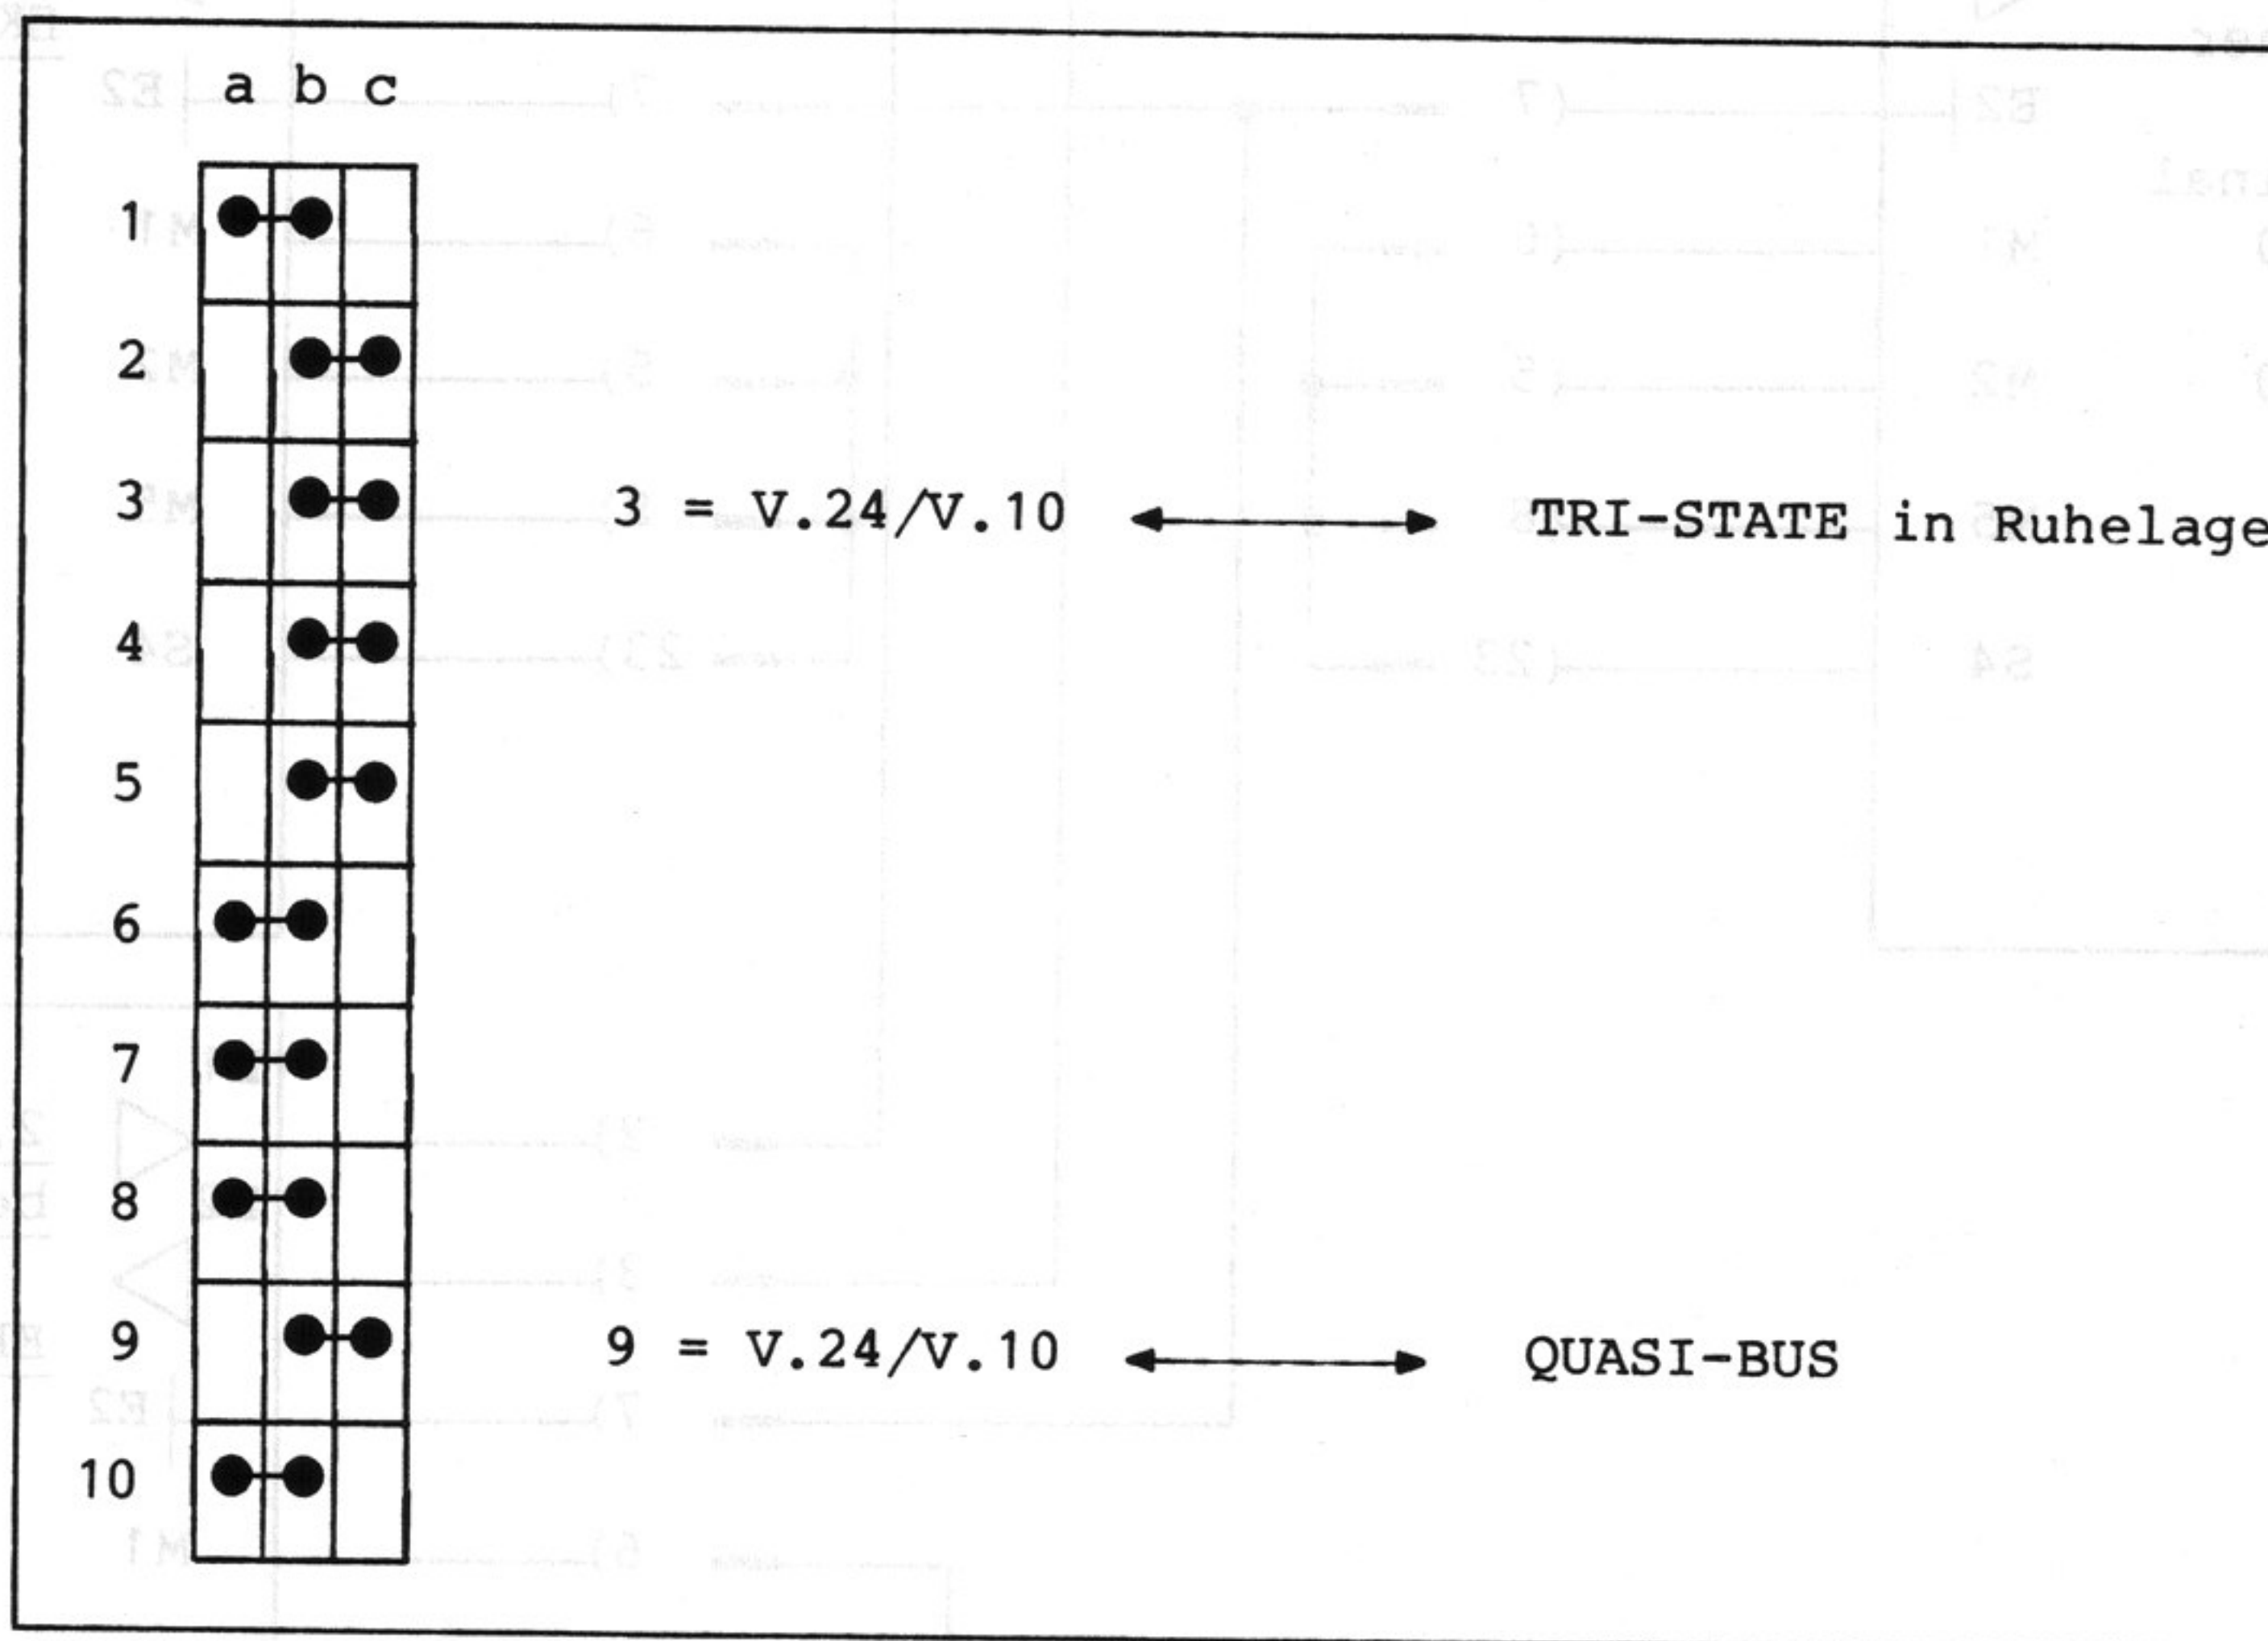 a b c
1
2
3 3 = V.24/V.10 TRI-STATE in Ruhelage
4
5
6
7
8
9 9 = V.24/V.10 QUASI-BUS
10